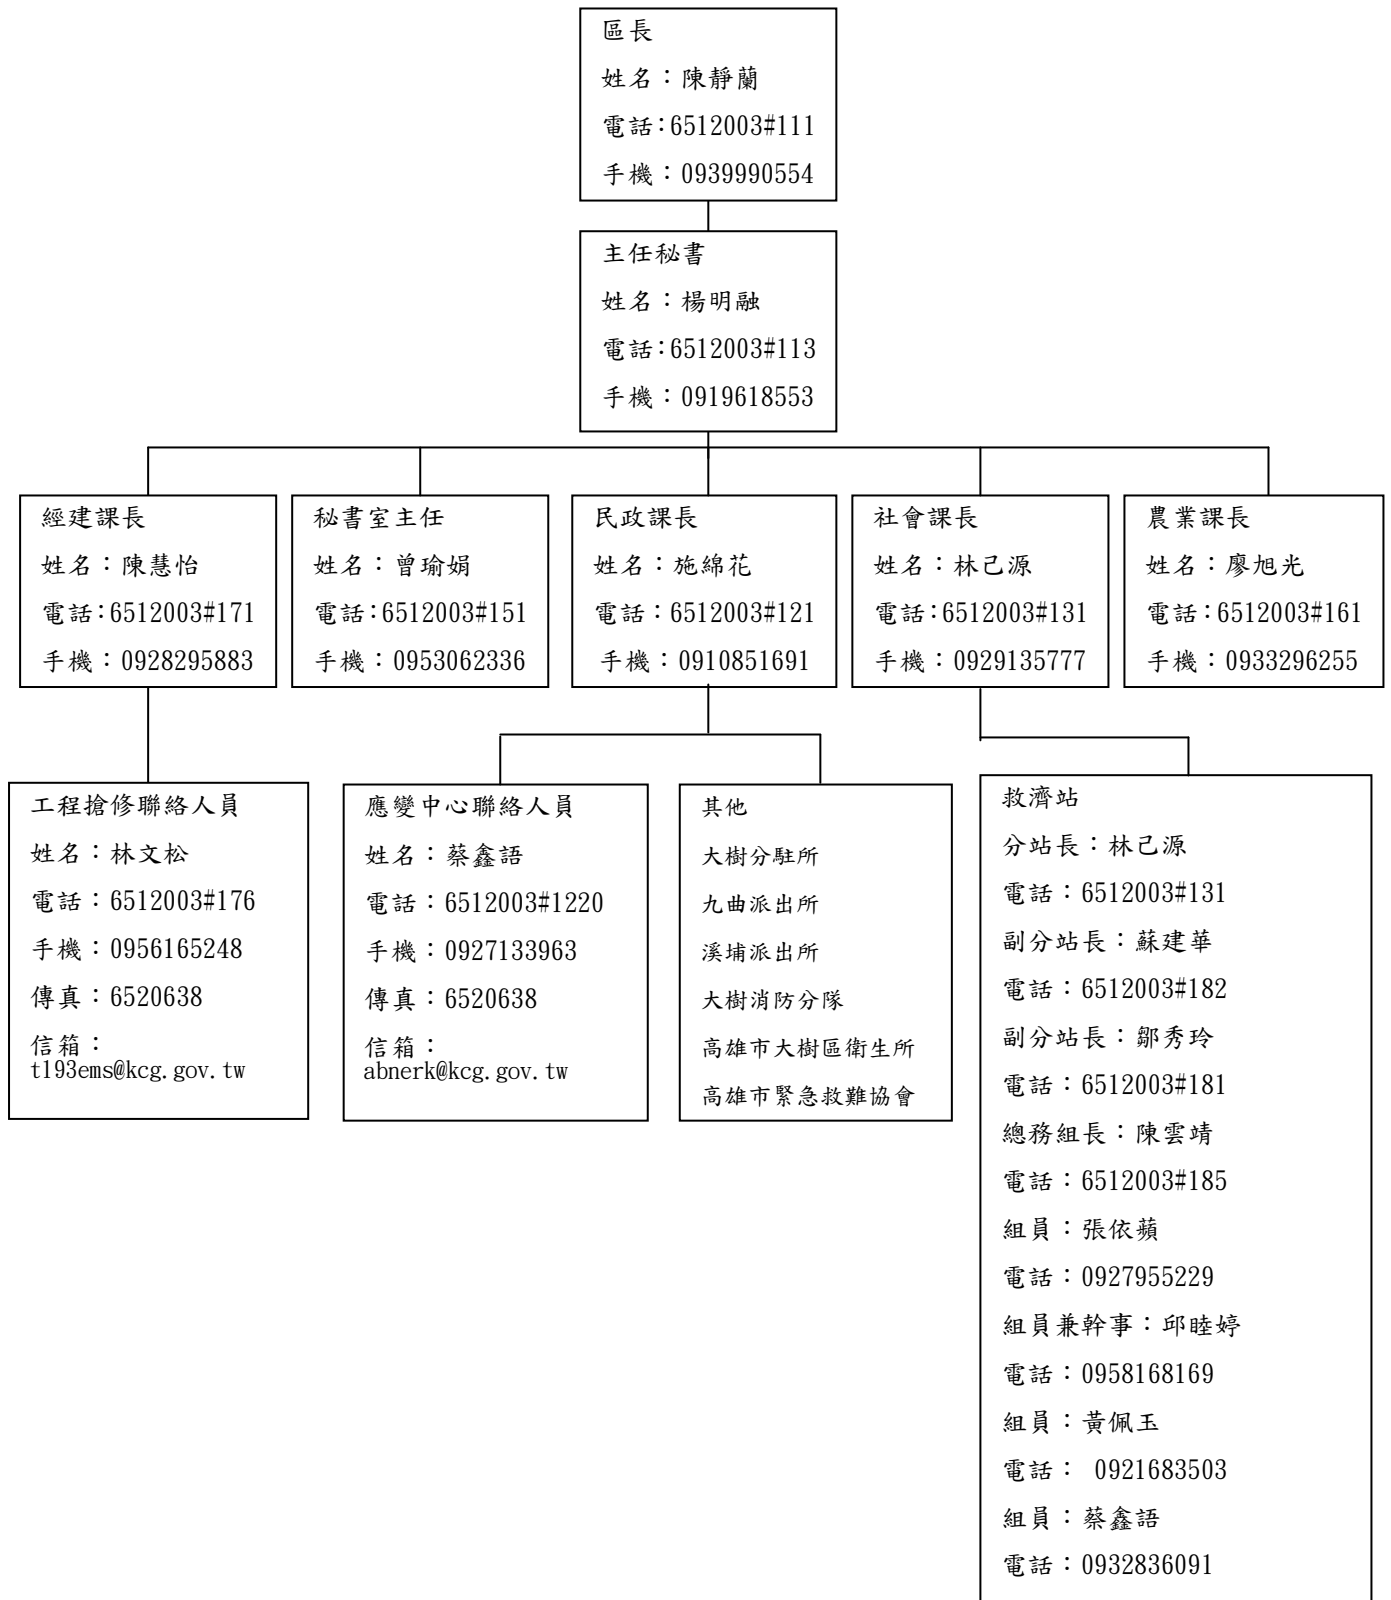 區長
姓名：陳靜蘭
電話:6512003#111
手機：0939990554
主任秘書
姓名：楊明融
電話:6512003#113
手機：0919618553
經建課長
姓名：陳慧怡
電話:6512003#171
手機：0928295883
秘書室主任
姓名：曾瑜娟
電話:6512003#151
手機：0953062336
民政課長
姓名：施綿花
電話：6512003#121
手機：0910851691
社會課長
姓名：林己源
電話:6512003#131
手機：0929135777
農業課長
姓名：廖旭光
電話:6512003#161
手機：0933296255
工程搶修聯絡人員
姓名：林文松
電話：6512003#176
手機：0956165248
傳真：6520638
信箱：
t193ems@kcg.gov.tw
應變中心聯絡人員
姓名：蔡鑫語
電話：6512003#1220
手機：0927133963
傳真：6520638
信箱：
abnerk@kcg.gov.tw
其他
大樹分駐所
九曲派出所
溪埔派出所
大樹消防分隊
高雄市大樹區衛生所
高雄市緊急救難協會
救濟站
分站長：林己源
電話：6512003#131
副分站長：蘇建華
電話：6512003#182
副分站長：鄒秀玲
電話：6512003#181
總務組長：陳雲靖
電話：6512003#185
組員：張依蘋
電話：0927955229
組員兼幹事：邱睦婷
電話：0958168169
組員：黃佩玉
電話： 0921683503
組員：蔡鑫語
電話：0932836091